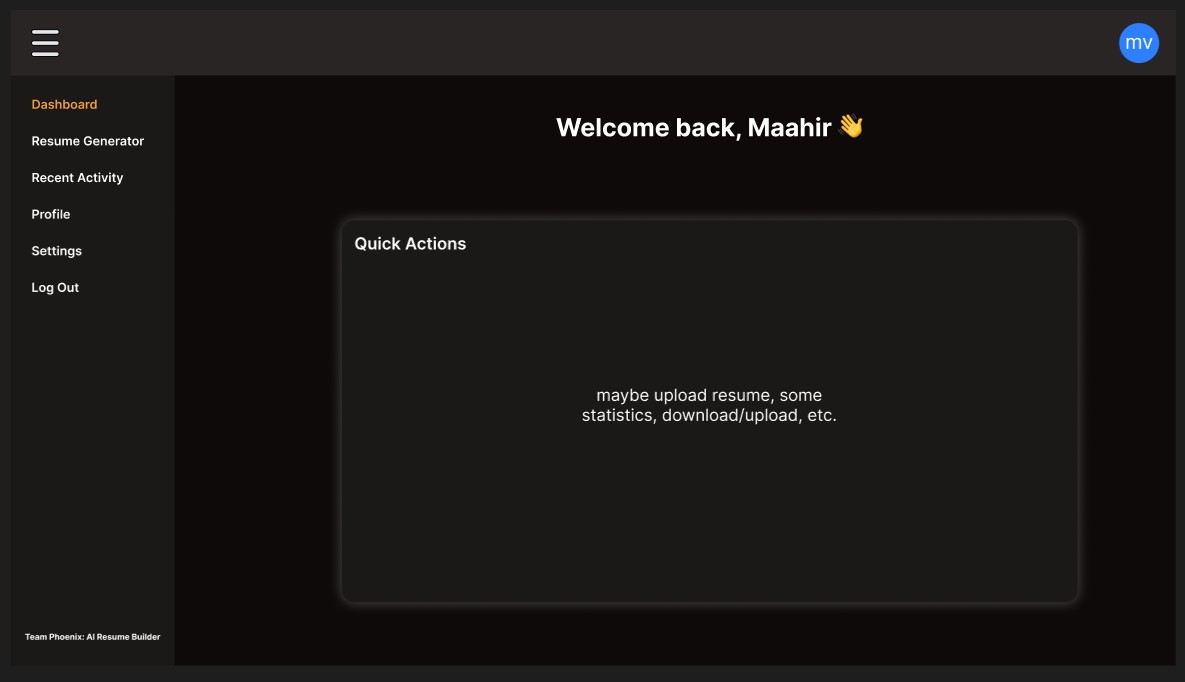 mv
Dashboard
Resume Generator
Recent Activity
Profile
Settings
Log Out
Team Phoenix: AI Resume Builder
Welcome back, Maahir 👋
Quick Actions
maybe upload resume, some
statistics, download/upload, etc.